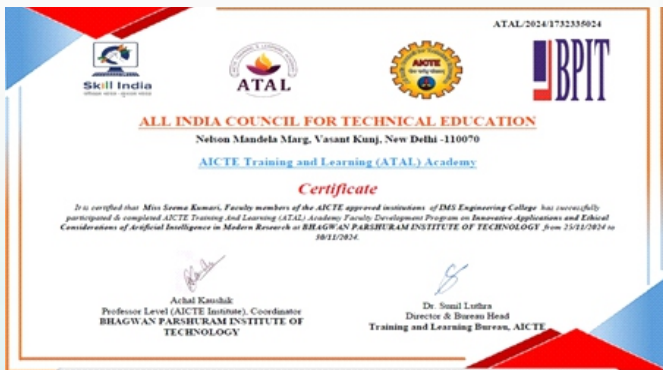 ATAL/2024/1732335024
Skill India
ATAL
AICTE
BPIT
ALL INDIA COUNCIL FOR TECHNICAL EDUCATION
Nelson Mandela Marg, Vasant Kunj, New Delhi -110070
AICTE Training and Learning (ATAL) Academy
Certificate
It is certified that Miss Seema Kumari, Faculty members of the AICTE approved institutions of IMS Engineering College has successfully
participated & completed AICTE Training And Learning (ATAL) Academy Faculty Development Program on Innovative Applications and Ethical
Considerations of Artificial Intelligence in Modern Research at BHAGWAN PARSHURAM INSTITUTE OF TECHNOLOGY from 25/11/2024 to
30/11/2024.
Achal Kaushik
Professor Level (AICTE Institute), Coordinator
BHAGWAN PARSHURAM INSTITUTE OF
TECHNOLOGY
Dr. Sunil Luthra
Director & Bureau Head
Training and Learning Bureau, AICTE